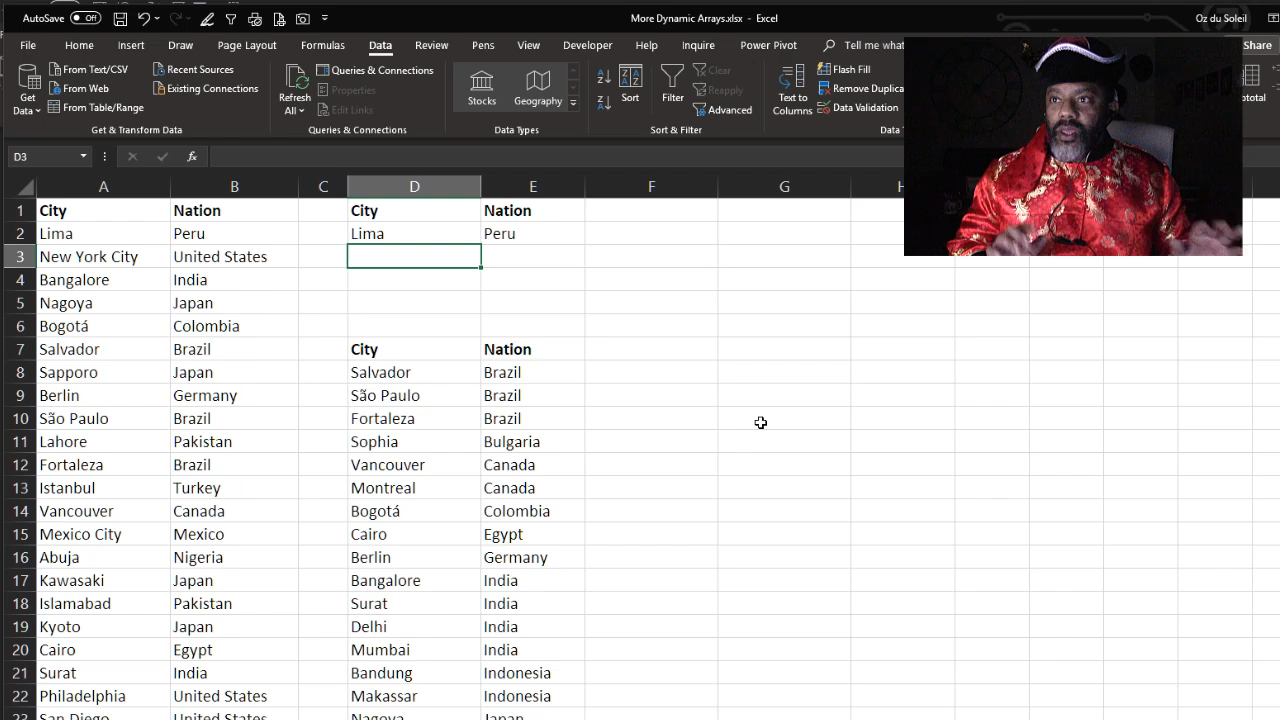 AutoSave Off More Dynamic Arrays.xlsx - Excel Oz du Soleil
File Home Insert Draw Page Layout Formulas Data Review Pens View Developer Help Inquire Power Pivot Tell me Share
Get Data
From Text/CSV
From Web
From Table/Range
Recent Sources
Existing Connections
Get & Transform Data
Refresh All
Queries & Connections
Properties
Edit Links
Queries & Connections
Stocks Geography
Data Types
Sort Filter
Clear
Reapply
Advanced
Sort & Filter
Text to Columns
Flash Fill
Remove Duplica
Data Validation
Data T
otal
D3 fx
A B C D E F G H
1 City Nation City Nation
2 Lima Peru Lima Peru
3 New York City United States
4 Bangalore India
5 Nagoya Japan
6 Bogotá Colombia
7 Salvador Brazil City Nation
8 Sapporo Japan Salvador Brazil
9 Berlin Germany São Paulo Brazil
10 São Paulo Brazil Fortaleza Brazil
11 Lahore Pakistan Sophia Bulgaria
12 Fortaleza Brazil Vancouver Canada
13 Istanbul Turkey Montreal Canada
14 Vancouver Canada Bogotá Colombia
15 Mexico City Mexico Cairo Egypt
16 Abuja Nigeria Berlin Germany
17 Kawasaki Japan Bangalore India
18 Islamabad Pakistan Surat India
19 Kyoto Japan Delhi India
20 Cairo Egypt Mumbai India
21 Surat India Bandung Indonesia
22 Philadelphia United States Makassar Indonesia
23 San Diego United States Nagoya Japan